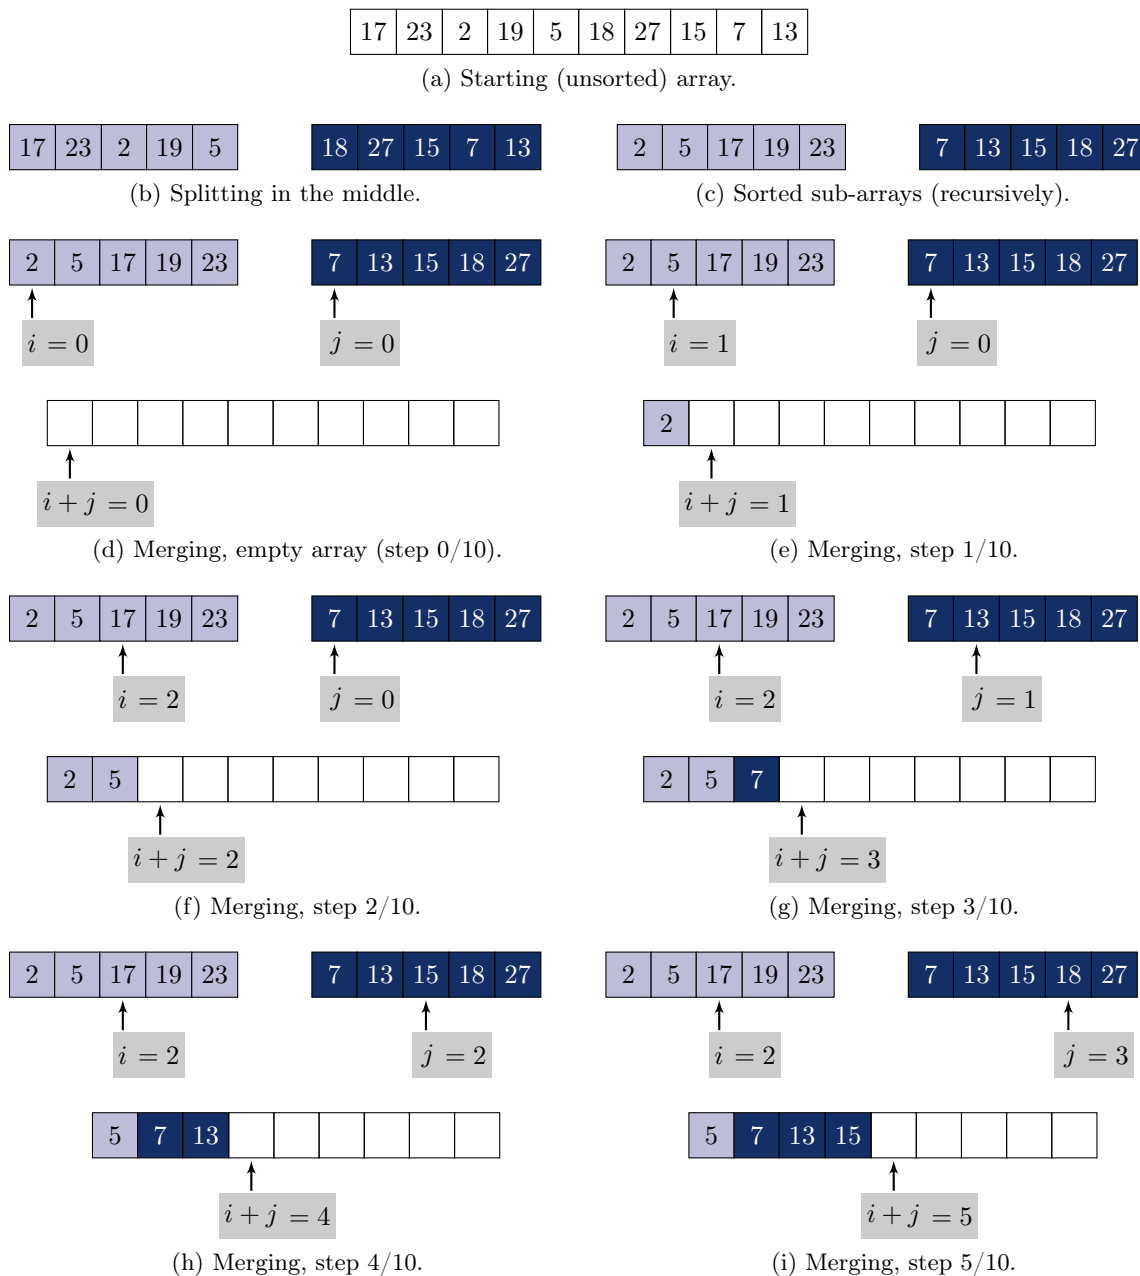 17 23 2 19 5 18 27 15 7 13
(a) Starting (unsorted) array.
17 23 2 19 5 18 27 15 7 13
(b) Splitting in the middle.
2 5 17 19 23 7 13 15 18 27
(c) Sorted sub-arrays (recursively).
2 5 17 19 23 7 13 15 18 27
i = 0 j = 0
i + j = 0
(d) Merging, empty array (step 0/10).
2 5 17 19 23 7 13 15 18 27
i = 1 j = 0
2
i + j = 1
(e) Merging, step 1/10.
2 5 17 19 23 7 13 15 18 27
i = 2 j = 0
2 5
i + j = 2
(f) Merging, step 2/10.
2 5 17 19 23 7 13 15 18 27
i = 2 j = 1
2 5 7
i + j = 3
(g) Merging, step 3/10.
2 5 17 19 23 7 13 15 18 27
i = 2 j = 2
5 7 13
i + j = 4
(h) Merging, step 4/10.
2 5 17 19 23 7 13 15 18 27
i = 2 j = 3
5 7 13 15
i + j = 5
(i) Merging, step 5/10.